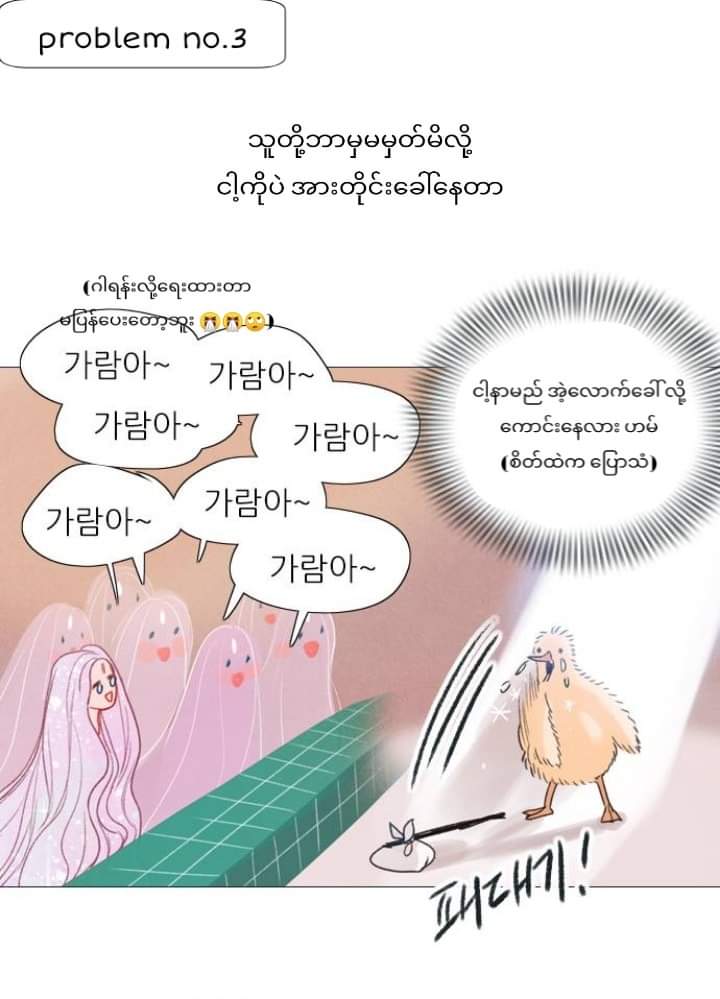 problem no.3
သူတို့ဘာမှမမှတ်မိလို့
ငါ့ကိုပဲ အားတိုင်းခေါ်နေတာ
(ဂါရန်းလို့ရေးထားတာ
မပြန်ပေးတော့ဘူး 🤧🤧🙄)
가람아~
가람아~
가람아~
가람아~
가람아~
가람아~
가람아~
ငါ့နာမည် အဲ့လောက်ခေါ်လို့
ကောင်းနေလား ဟမ်
(စိတ်ထဲက ပြောသံ)
패대기!